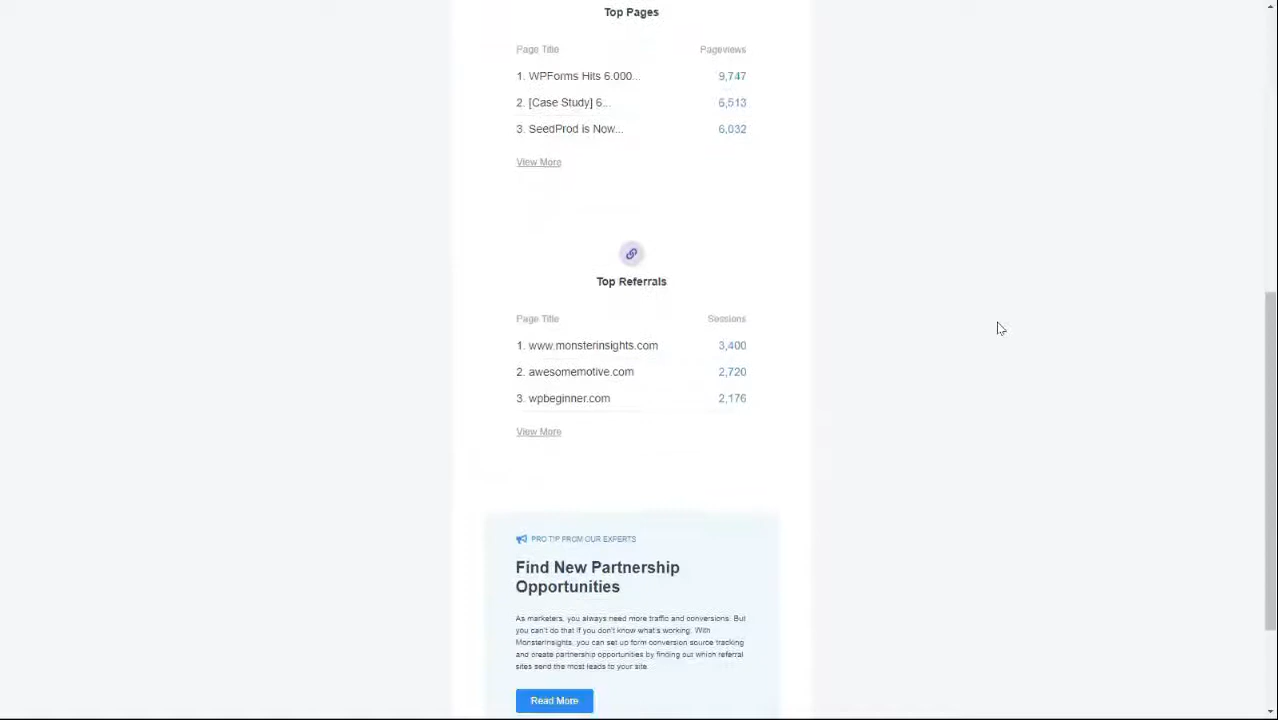 Top Pages
Page Title Pageviews
1. WPForms Hits 6.000... 9,747
2. [Case Study] 6... 6,513
3. SeedProd is Now... 6,032
View More
Top Referrals
Page Title Sessions
1. www.monsterinsights.com 3,400
2. awesomemotive.com 2,720
3. wpbeginner.com 2,176
View More
PRO TIP FROM OUR EXPERTS
Find New Partnership
Opportunities
As marketers, you always need more traffic and conversions. But
you can't do that if you don't know what's working. With
MonsterInsights, you can set up form conversion source tracking
and create partnership opportunities by finding our which referral
sites send the most leads to your site.
Read More